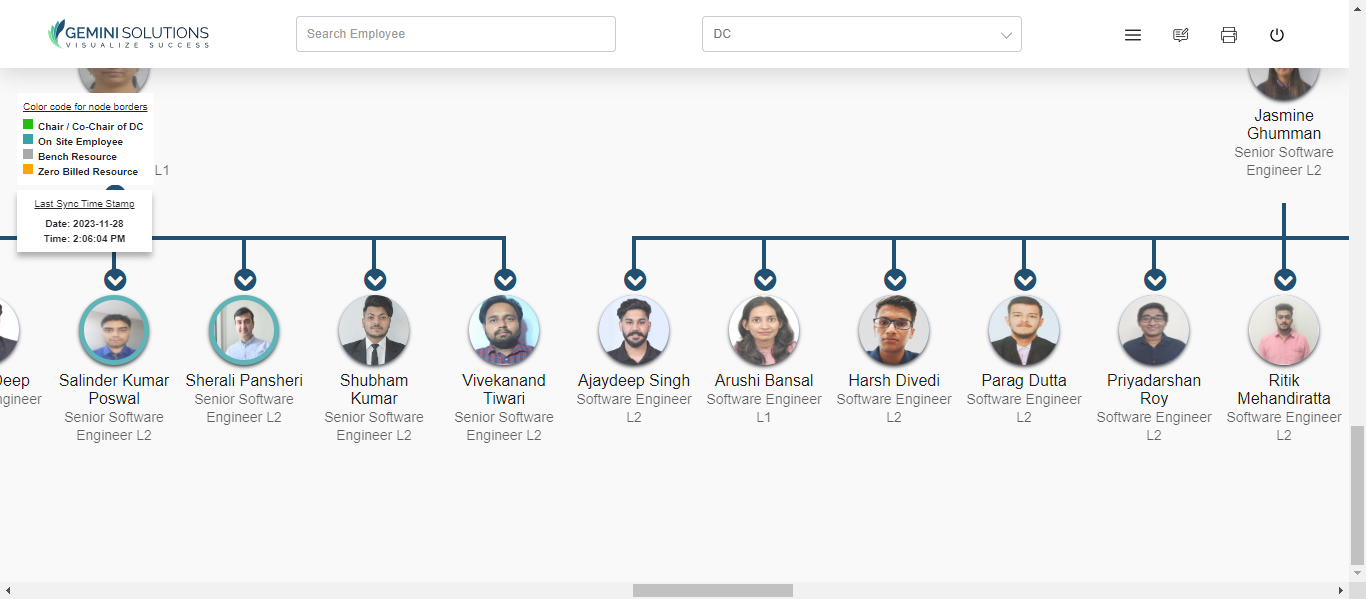 GEMINI SOLUTIONS
VISUALIZE SUCCESS
Search Employee
DC
Color code for node borders
Chair / Co-Chair of DC
On Site Employee
Bench Resource
Zero Billed Resource
L1
Last Sync Time Stamp
Date: 2023-11-28
Time: 2:06:04 PM
Jasmine
Ghumman
Senior Software
Engineer L2
Deep
ngineer
Salinder Kumar
Poswal
Senior Software
Engineer L2
Sherali Pansheri
Senior Software
Engineer L2
Shubham
Kumar
Senior Software
Engineer L2
Vivekanand
Tiwari
Senior Software
Engineer L2
Ajaydeep Singh
Software Engineer
L2
Arushi Bansal
Software Engineer
L1
Harsh Divedi
Software Engineer
L2
Parag Dutta
Software Engineer
L2
Priyadarshan
Roy
Software Engineer
L2
Ritik
Mehandiratta
Software Engineer
L2